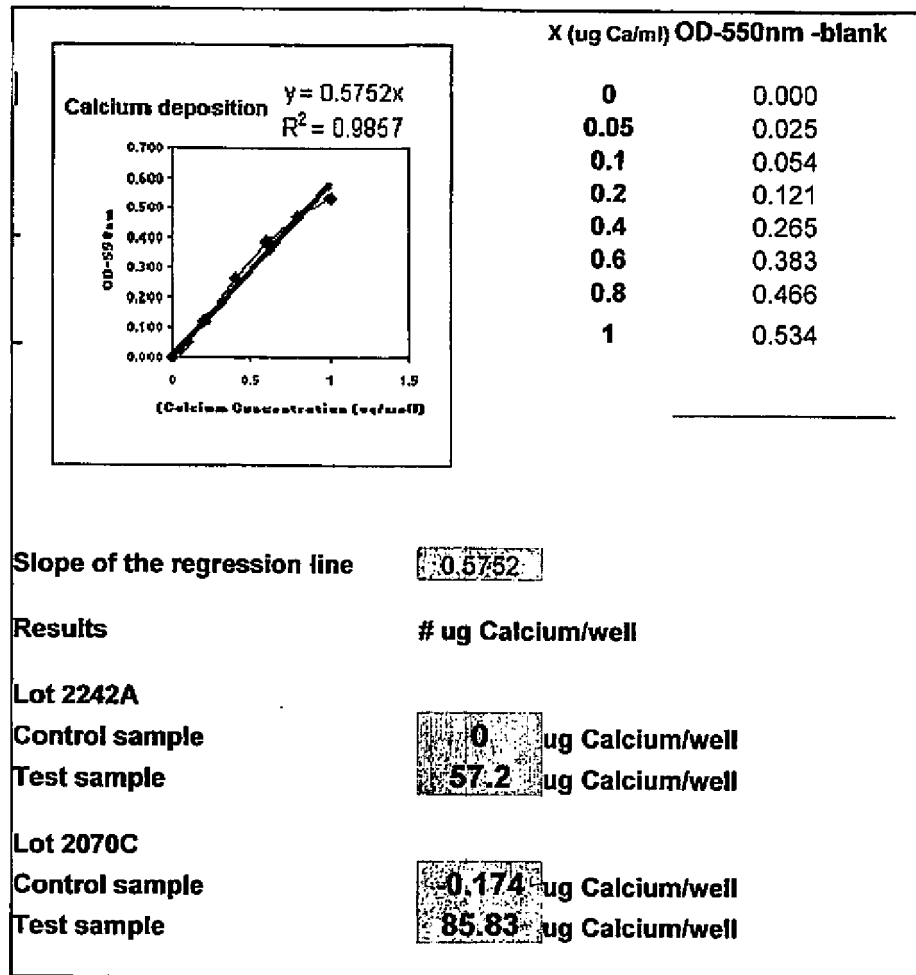 X (ug Ca/ml) OD-550nm -blank
0 0.000
0.05 0.025
0.1 0.054
0.2 0.121
0.4 0.265
0.6 0.383
0.8 0.466
1 0.534
Calcium deposition
y = 0.5752x
R² = 0.9857
0.700
0.600
0.500
0.400
0.300
0.200
0.100
0.000
0 0.5 1 1.5
(Calcium Concentration (ug/well)
Slope of the regression line 0.5752
Results # ug Calcium/well
Lot 2242A
Control sample 0 ug Calcium/well
Test sample 57.2 ug Calcium/well
Lot 2070C
Control sample -0.174 ug Calcium/well
Test sample 85.83 ug Calcium/well